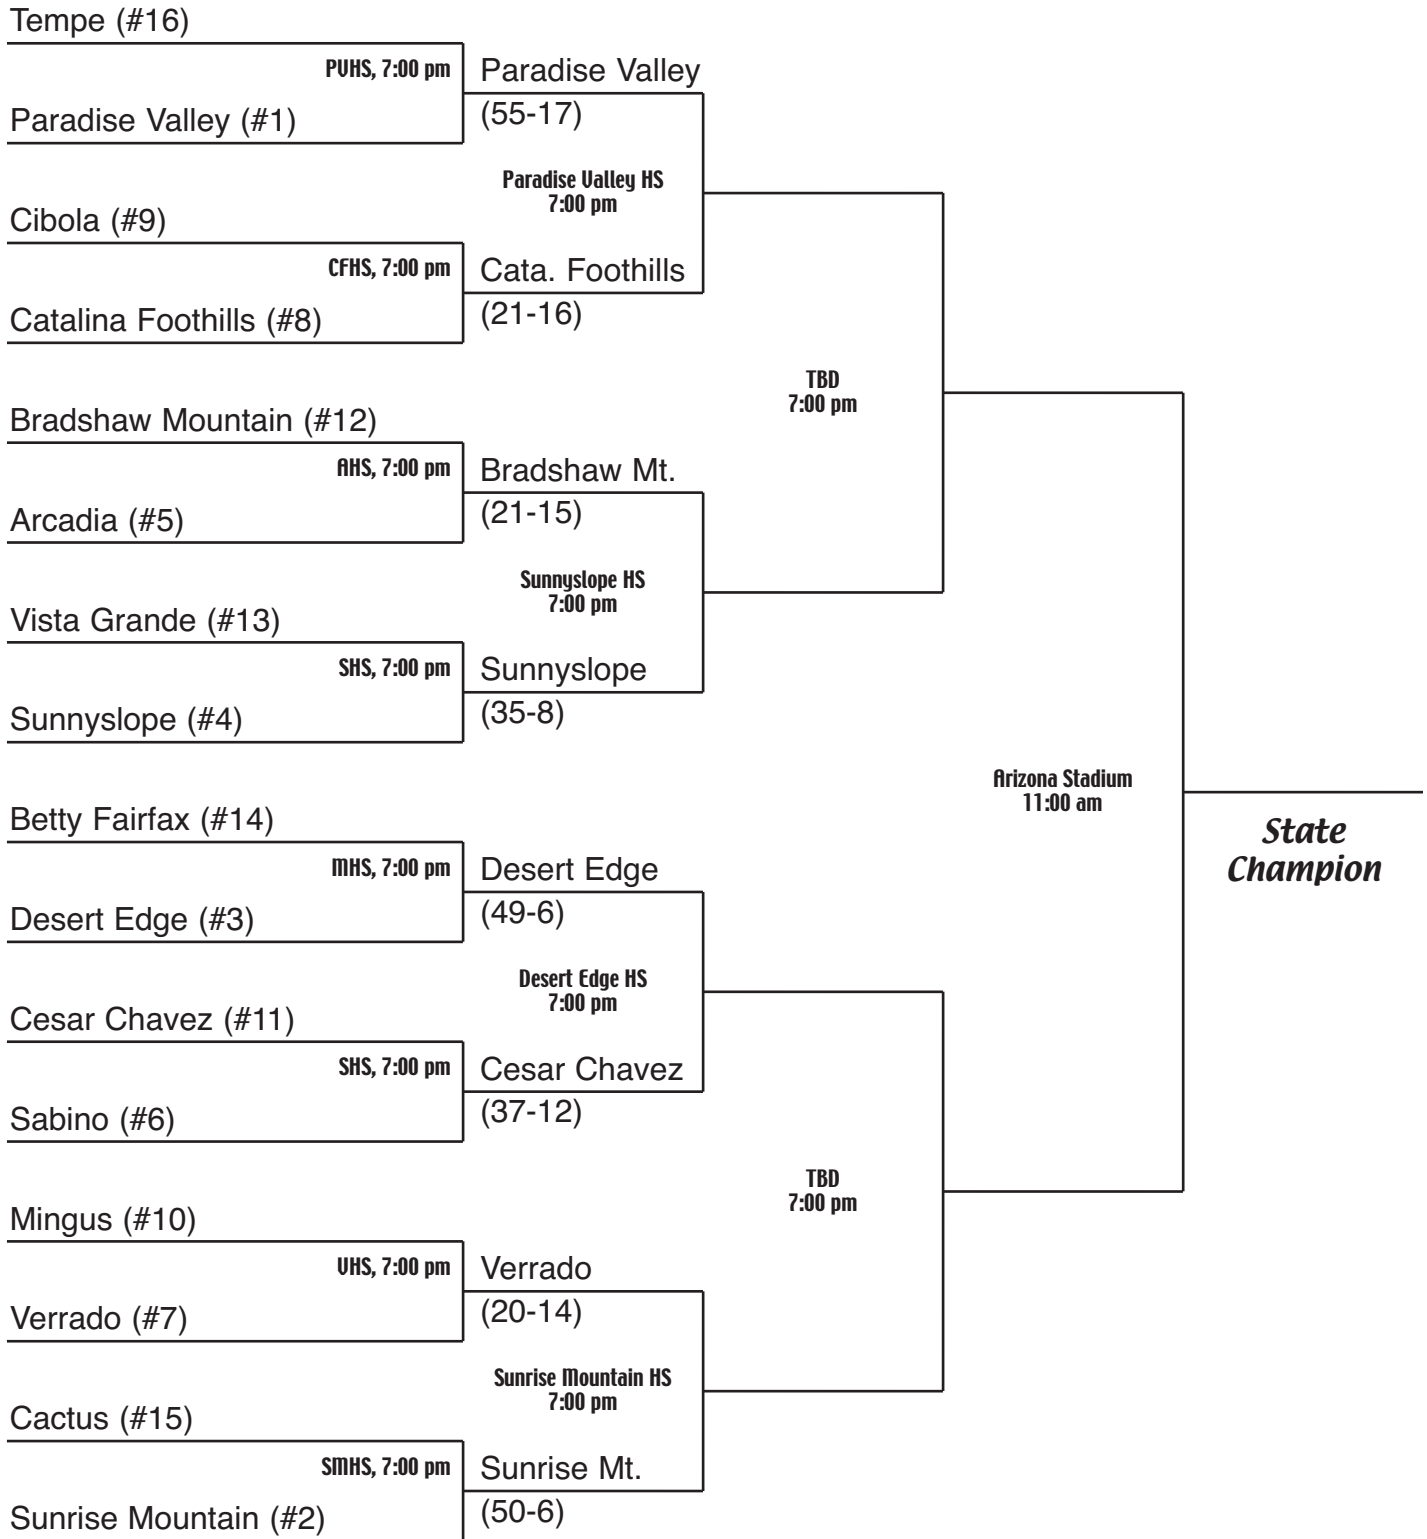 Tempe (#16)
PVHS, 7:00 pm
Paradise Valley
Paradise Valley (#1)
(55-17)
Paradise Valley HS
7:00 pm
Cibola (#9)
CFHS, 7:00 pm
Cata. Foothills
Catalina Foothills (#8)
(21-16)
TBD
7:00 pm
Bradshaw Mountain (#12)
AHS, 7:00 pm
Bradshaw Mt.
Arcadia (#5)
(21-15)
Sunnyslope HS
7:00 pm
Vista Grande (#13)
SHS, 7:00 pm
Sunnyslope
Sunnyslope (#4)
(35-8)
Arizona Stadium
11:00 am
State
Champion
Betty Fairfax (#14)
MHS, 7:00 pm
Desert Edge
Desert Edge (#3)
(49-6)
Desert Edge HS
7:00 pm
Cesar Chavez (#11)
SHS, 7:00 pm
Cesar Chavez
Sabino (#6)
(37-12)
TBD
7:00 pm
Mingus (#10)
VHS, 7:00 pm
Verrado
Verrado (#7)
(20-14)
Sunrise Mountain HS
7:00 pm
Cactus (#15)
SMHS, 7:00 pm
Sunrise Mt.
Sunrise Mountain (#2)
(50-6)